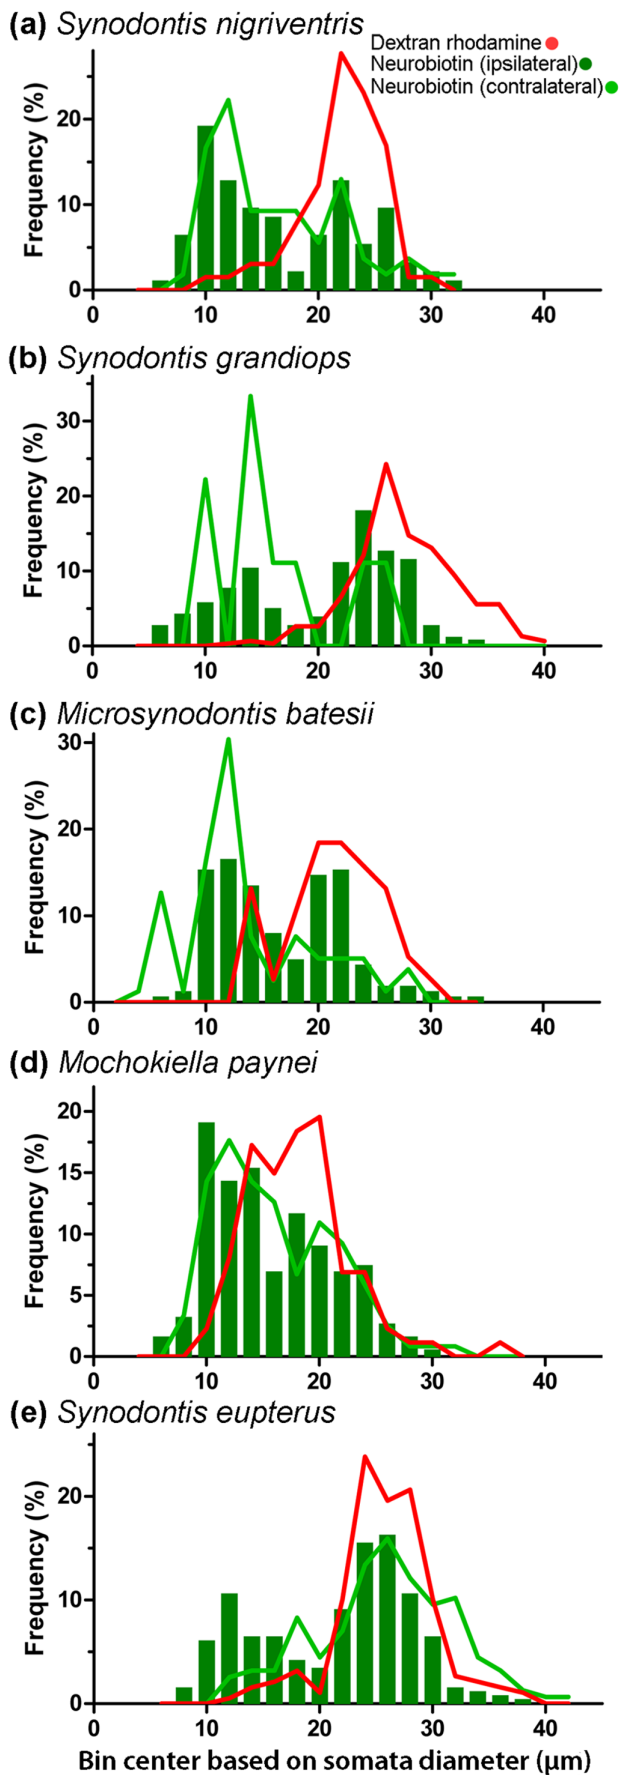 (a) Synodontis nigriventris
Dextran rhodamine
Neurobiotin (ipsilateral)
Neurobiotin (contralateral)
Frequency (%)
20
10
0
0 10 20 30 40
(b) Synodontis grandiops
Frequency (%)
30
20
10
0
0 10 20 30 40
(c) Microsynodontis batesii
Frequency (%)
30
20
10
0
0 10 20 30 40
(d) Mochokiella paynei
Frequency (%)
20
15
10
5
0
0 10 20 30 40
(e) Synodontis eupterus
Frequency (%)
20
10
0
0 10 20 30 40
Bin center based on somata diameter (µm)